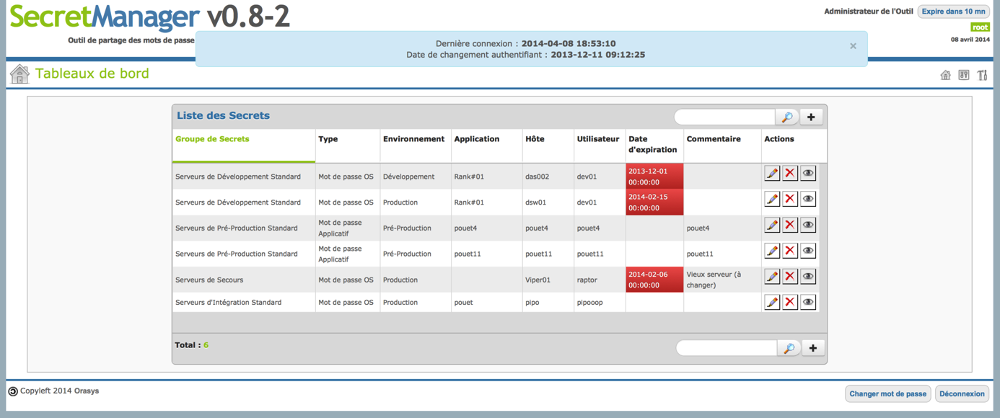 SecretManager v0.8-2
Administrateur de l'Outil Expire dans 10 mn
root
Outil de partage des mots de passe
08 avril 2014
Dernière connexion : 2014-04-08 18:53:10
×
Date de changement authentifiant : 2013-12-11 09:12:25
Tableaux de bord
Liste des Secrets
Groupe de Secrets Type Environnement Application Hôte Utilisateur Date d'expiration Commentaire Actions
Serveurs de Développement Standard Mot de passe OS Développement Rank#01 das002 dev01 2013-12-01 00:00:00
Serveurs de Développement Standard Mot de passe OS Production Rank#01 dsw01 dev01 2014-02-15 00:00:00
Serveurs de Pré-Production Standard Mot de passe Applicatif Pré-Production pouet4 pouet4 pouet4 pouet4
Serveurs de Pré-Production Standard Mot de passe Applicatif Pré-Production pouet11 pouet11 pouet11 pouet11
Serveurs de Secours Mot de passe OS Production Viper01 raptor 2014-02-06 00:00:00 Vieux serveur (à changer)
Serveurs d'Intégration Standard Mot de passe OS Production pouet pipo pipooop
Total : 6
Copyleft 2014 Orasys
Changer mot de passe Déconnexion